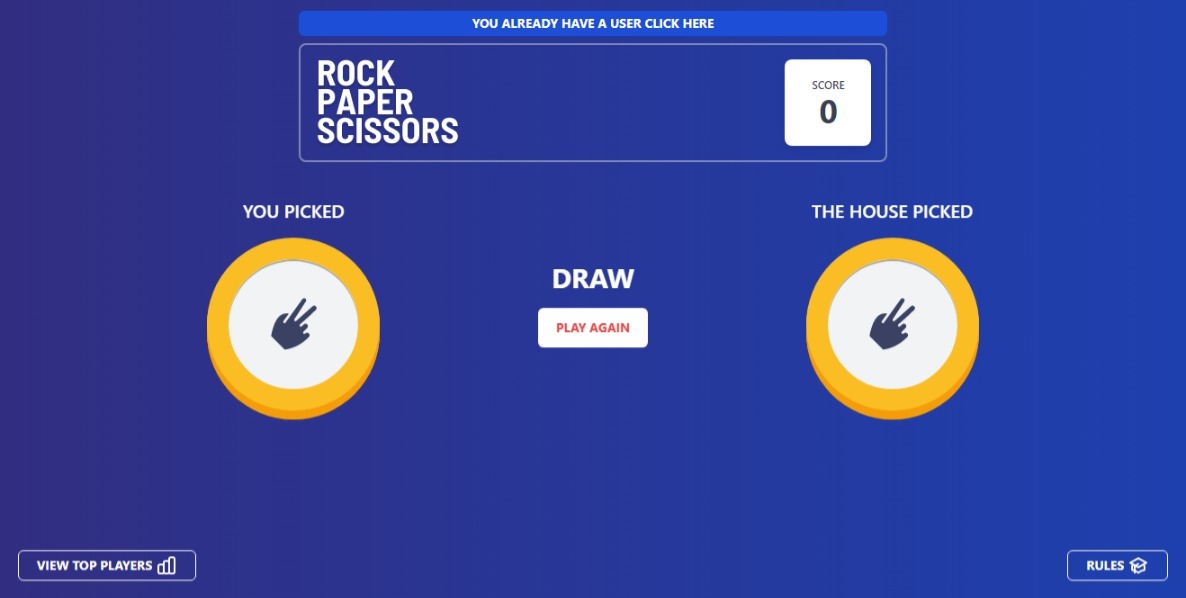 YOU ALREADY HAVE A USER CLICK HERE
ROCK
PAPER
SCISSORS
SCORE
0
YOU PICKED
THE HOUSE PICKED
DRAW
PLAY AGAIN
VIEW TOP PLAYERS
RULES